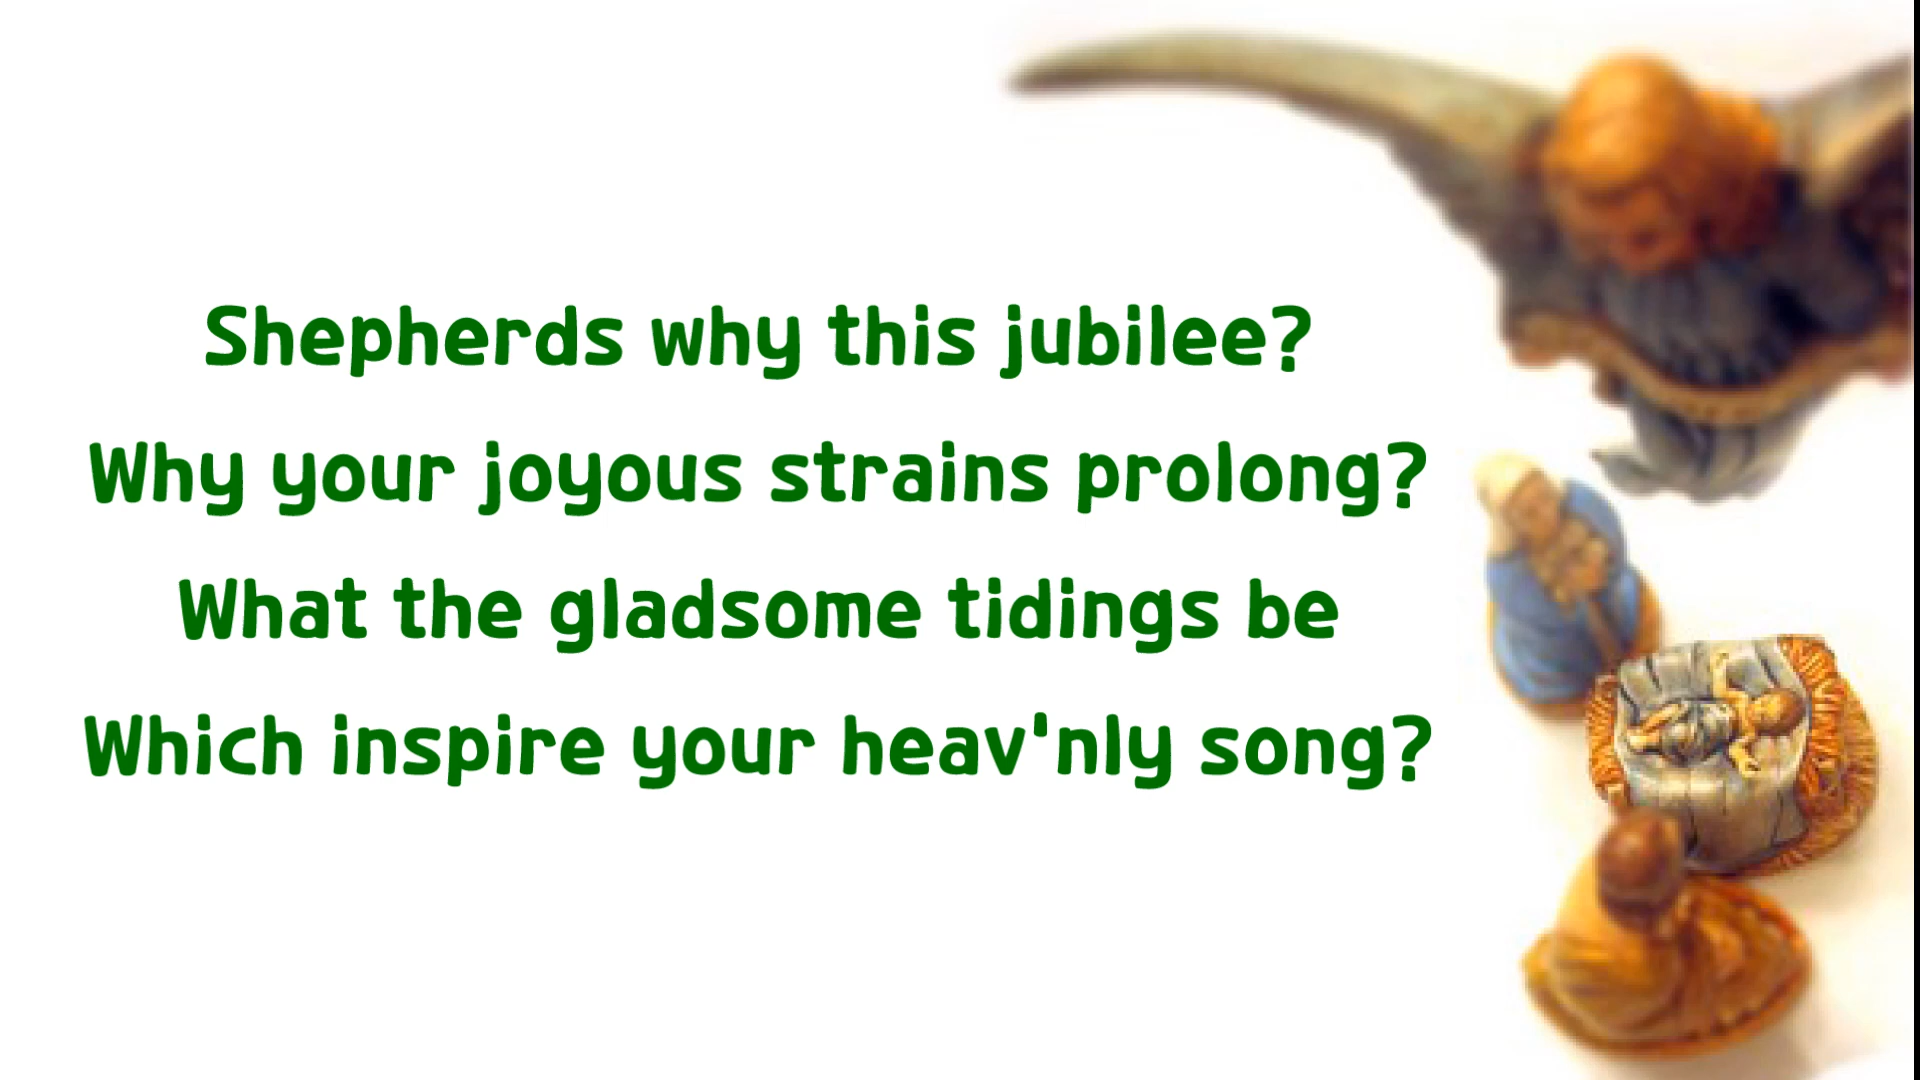 Shepherds why this jubilee?
Why your joyous strains prolong?
What the gladsome tidings be
Which inspire your heav'nly song?